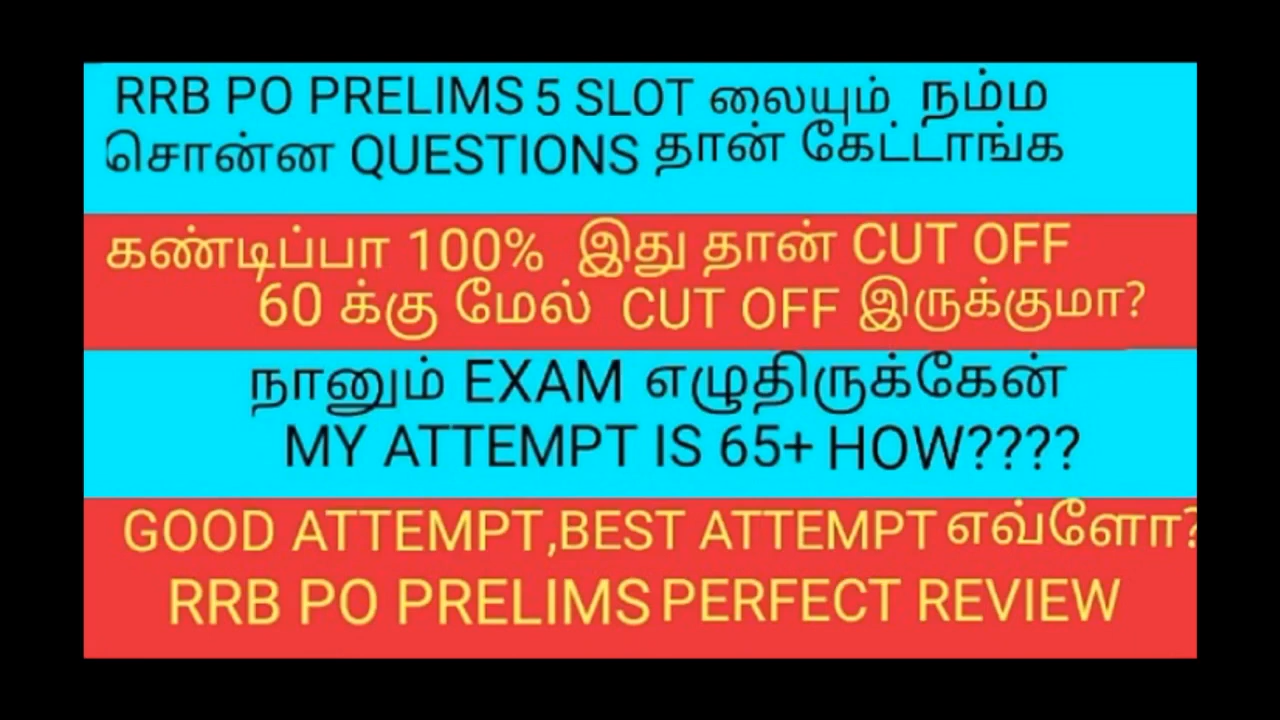 RRB PO PRELIMS 5 SLOT லையும் நம்ம
சொன்ன QUESTIONS தான் கேட்டாங்க
கண்டிப்பா 100% இது தான் CUT OFF
60 க்கு மேல் CUT OFF இருக்குமா?
நானும் EXAM எழுதிருக்கேன்
MY ATTEMPT IS 65+ HOW????
GOOD ATTEMPT,BEST ATTEMPT எவ்ளோ?
RRB PO PRELIMS PERFECT REVIEW